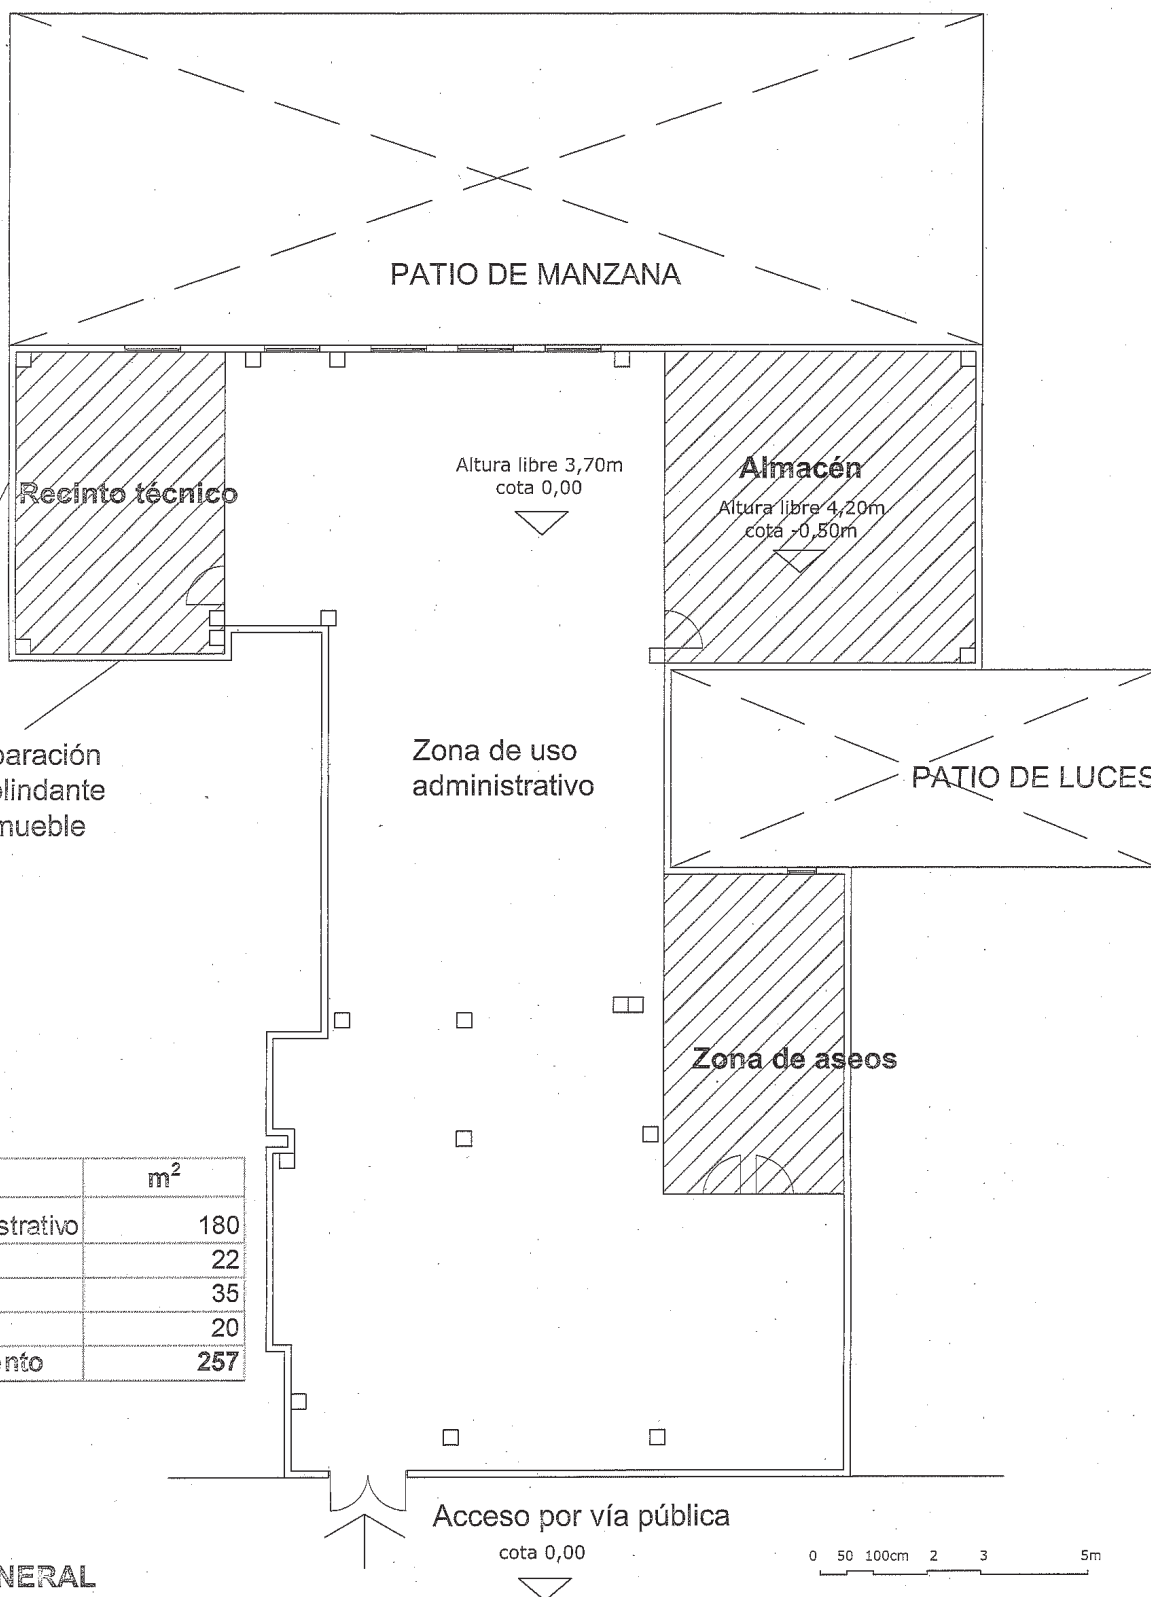 PATIO DE MANZANA
Altura libre 3,70m
cota 0,00
Recinto técnico
Almacén
Altura libre 4,20m
cota -0,50m
paración
olindante
mueble
Zona de uso
administrativo
PATIO DE LUCES
Zona de aseos
m²
strativo 180
22
35
20
ento 257
Acceso por vía pública
cota 0,00
0 50 100cm 2 3 5m
NERAL